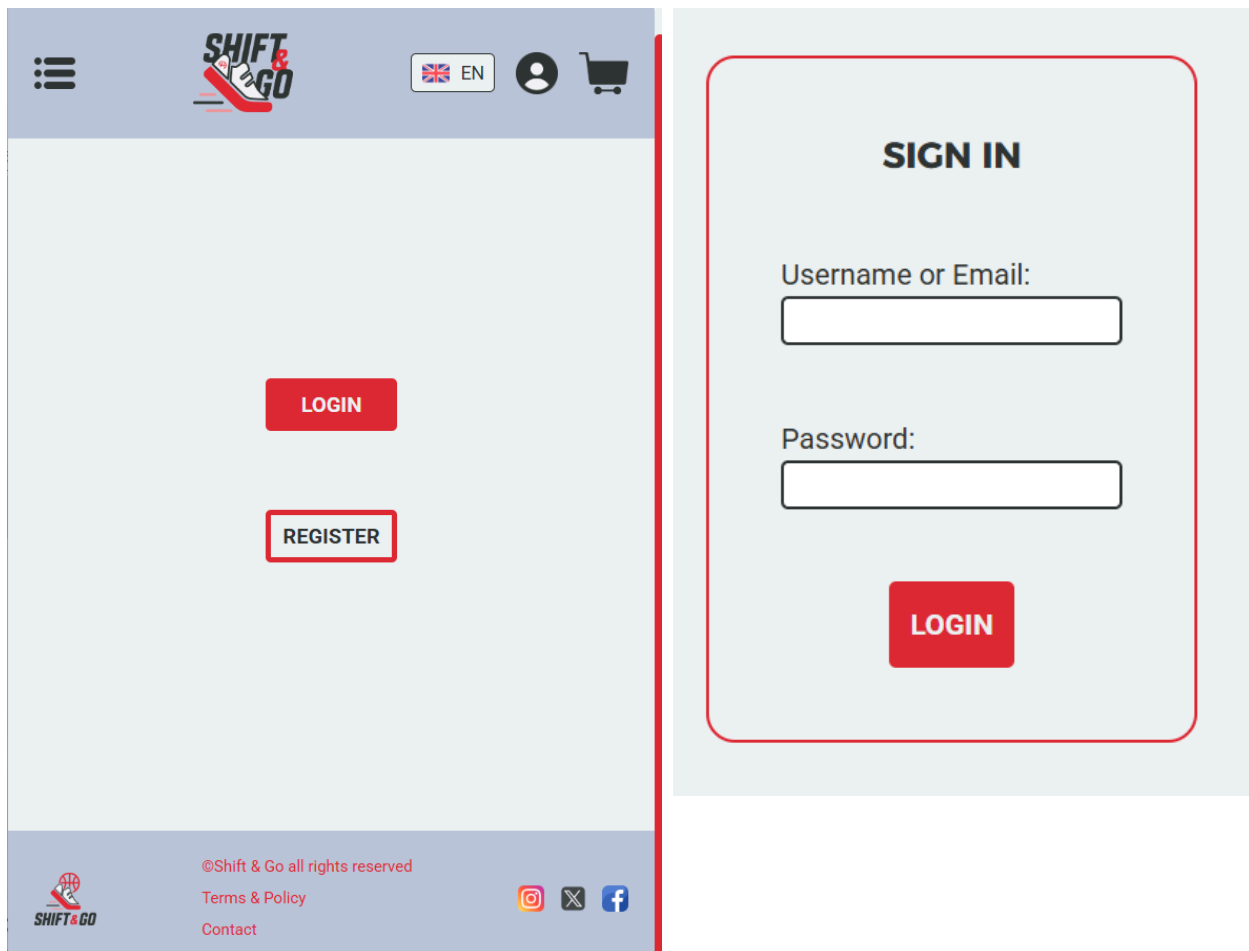 SHIFT
& GO
EN
LOGIN
REGISTER
SHIFT&GO
©Shift & Go all rights reserved
Terms & Policy
Contact
SIGN IN
Username or Email:
Password:
LOGIN